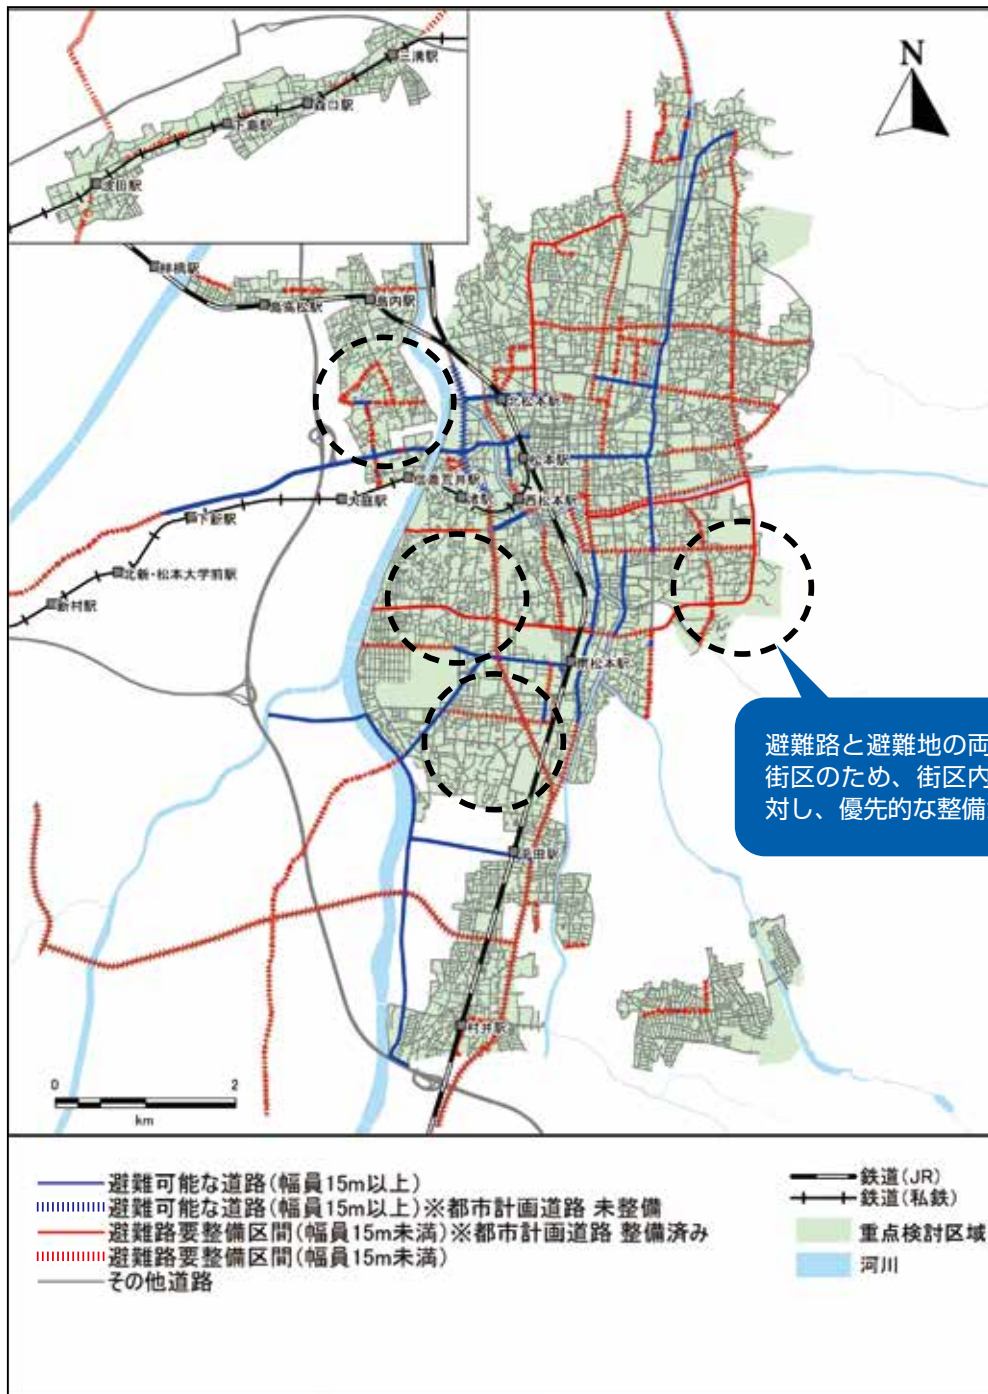 三溝駅
森口駅
下島駅
波田駅
N
島高松駅
島内駅
北松本駅
松本駅
信濃荒井駅
渚駅
西松本駅
大庭駅
下新駅
北新・松本大学前駅
新村駅
南松本駅
避難路と避難地の両
街区のため、街区内
対し、優先的な整備
平田駅
村井駅
0 2
km
避難可能な道路(幅員15m以上)
避難可能な道路(幅員15m以上)※都市計画道路 未整備
避難路要整備区間(幅員15m未満)※都市計画道路 整備済み
避難路要整備区間(幅員15m未満)
その他道路
鉄道(JR)
鉄道(私鉄)
重点検討区域
河川